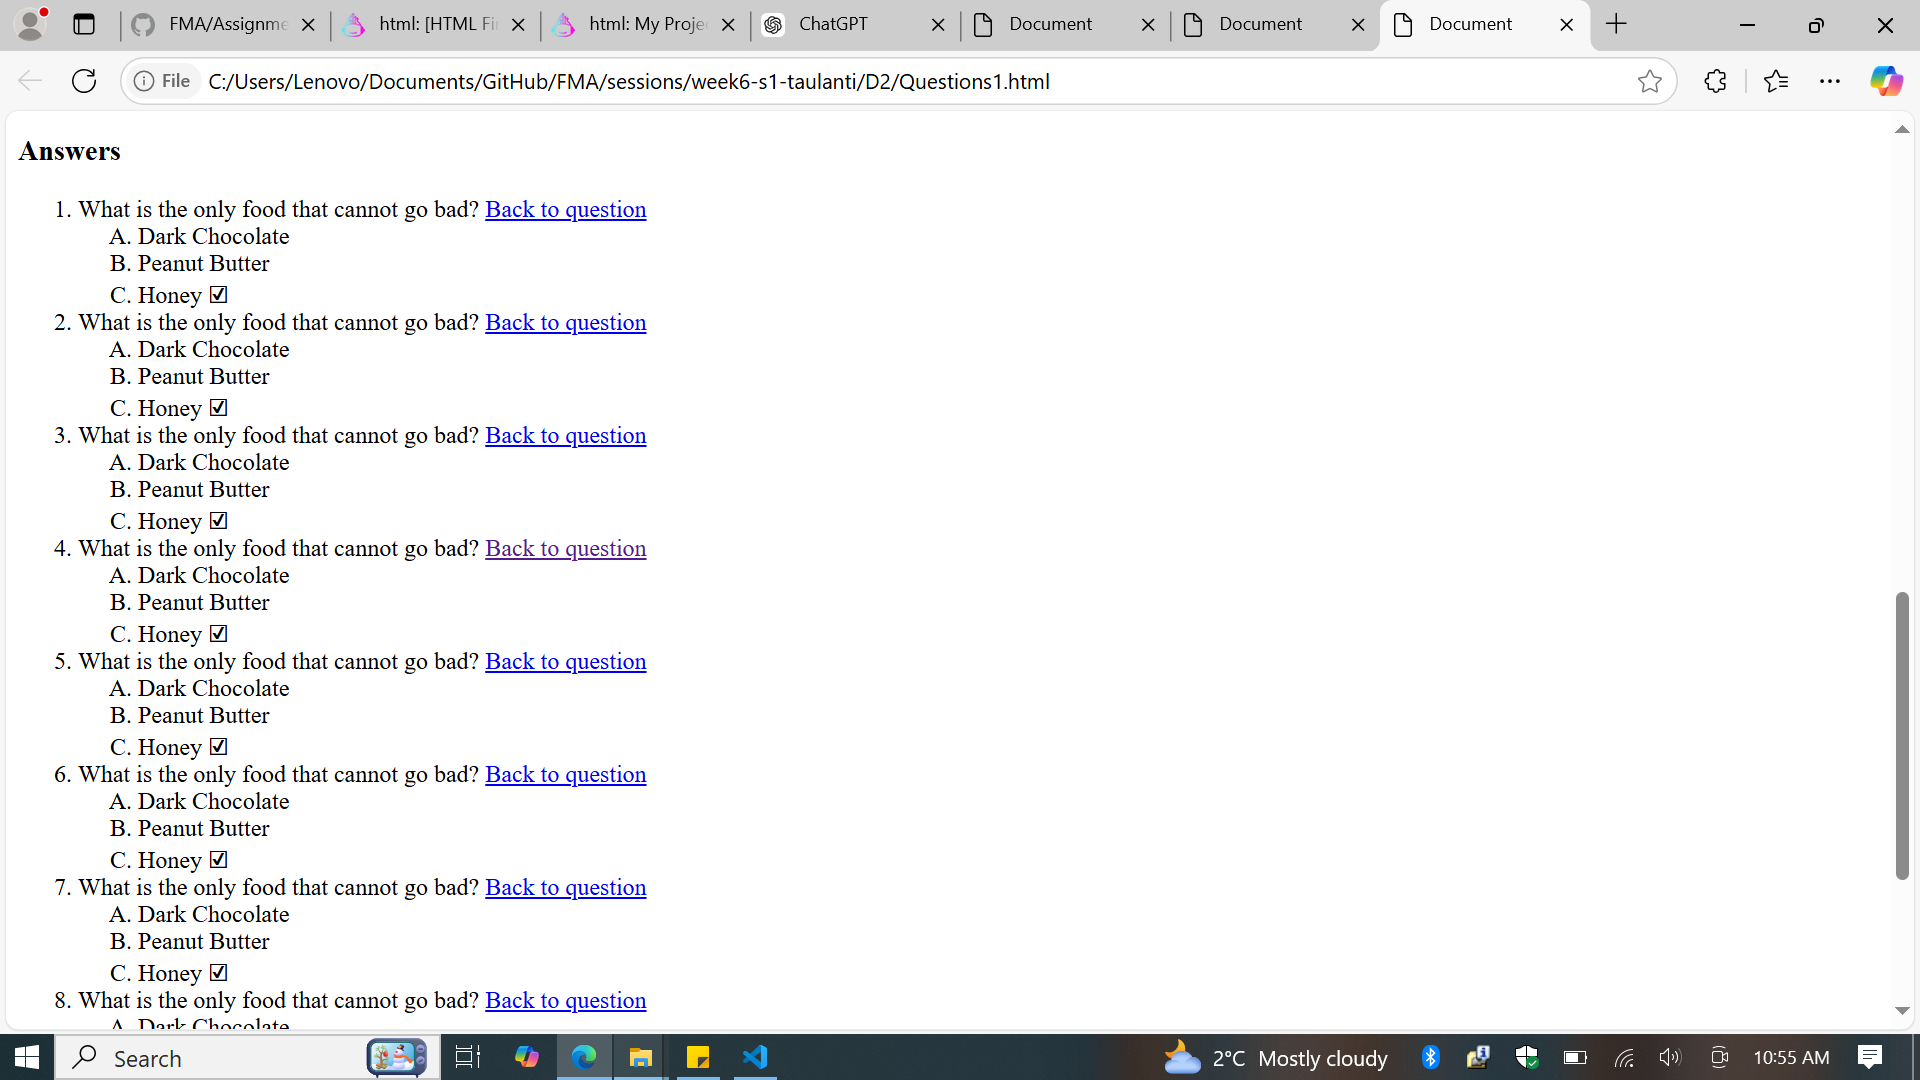 FMA/Assignme
html: [HTML Fi
html: My Proje
ChatGPT
Document
Document
Document
File
C:/Users/Lenovo/Documents/GitHub/FMA/sessions/week6-s1-taulanti/D2/Questions1.html
Answers
1. What is the only food that cannot go bad? Back to question
A. Dark Chocolate
B. Peanut Butter
C. Honey ☑
2. What is the only food that cannot go bad? Back to question
A. Dark Chocolate
B. Peanut Butter
C. Honey ☑
3. What is the only food that cannot go bad? Back to question
A. Dark Chocolate
B. Peanut Butter
C. Honey ☑
4. What is the only food that cannot go bad? Back to question
A. Dark Chocolate
B. Peanut Butter
C. Honey ☑
5. What is the only food that cannot go bad? Back to question
A. Dark Chocolate
B. Peanut Butter
C. Honey ☑
6. What is the only food that cannot go bad? Back to question
A. Dark Chocolate
B. Peanut Butter
C. Honey ☑
7. What is the only food that cannot go bad? Back to question
A. Dark Chocolate
B. Peanut Butter
C. Honey ☑
8. What is the only food that cannot go bad? Back to question
A. Dark Chocolate
Search
2°C Mostly cloudy
10:55 AM